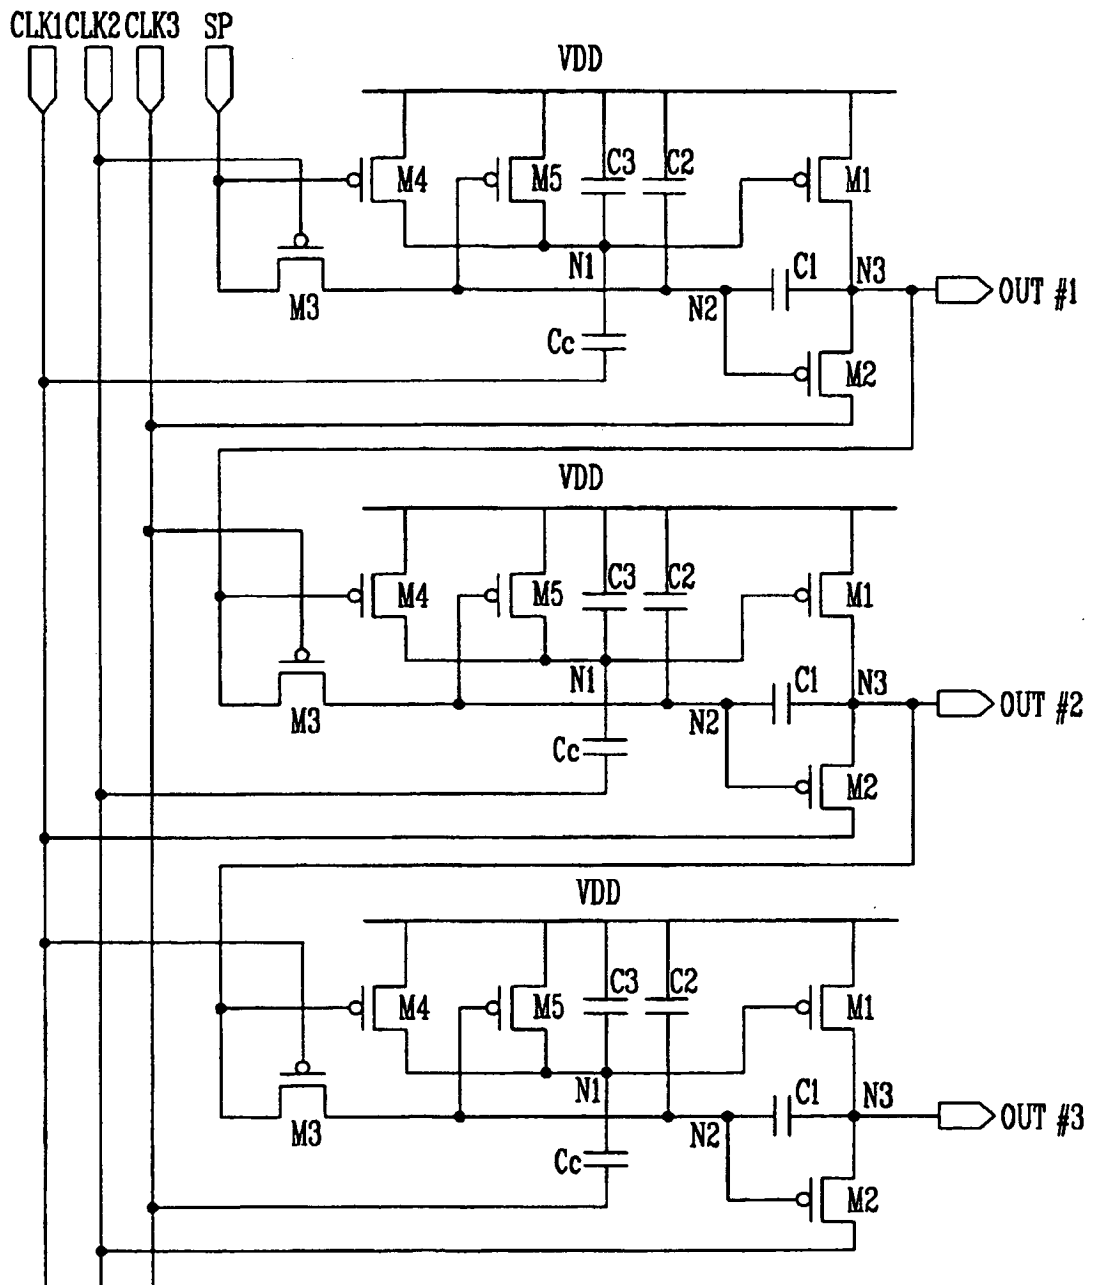 CLK1 CLK2 CLK3 SP
VDD
M4 M5 C3 C2 M1
N1
M3
N2
C1 N3
OUT #1
Cc
M2
VDD
M4 M5 C3 C2 M1
N1
M3
N2
C1 N3
OUT #2
Cc
M2
VDD
M4 M5 C3 C2 M1
N1
M3
N2
C1 N3
OUT #3
Cc
M2